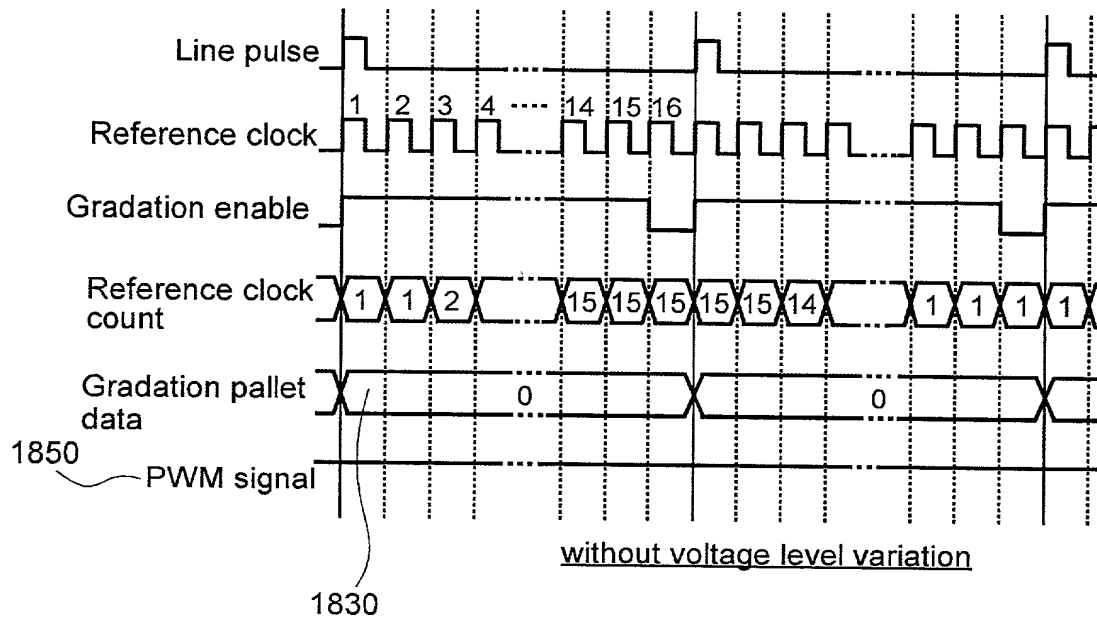 Line pulse
1 2 3 4 14 15 16
Reference clock
Gradation enable
Reference clock
count
1 1 2 15 15 15 15 15 14 1 1 1 1
Gradation pallet
data
0 0
1850
PWM signal
without voltage level variation
1830